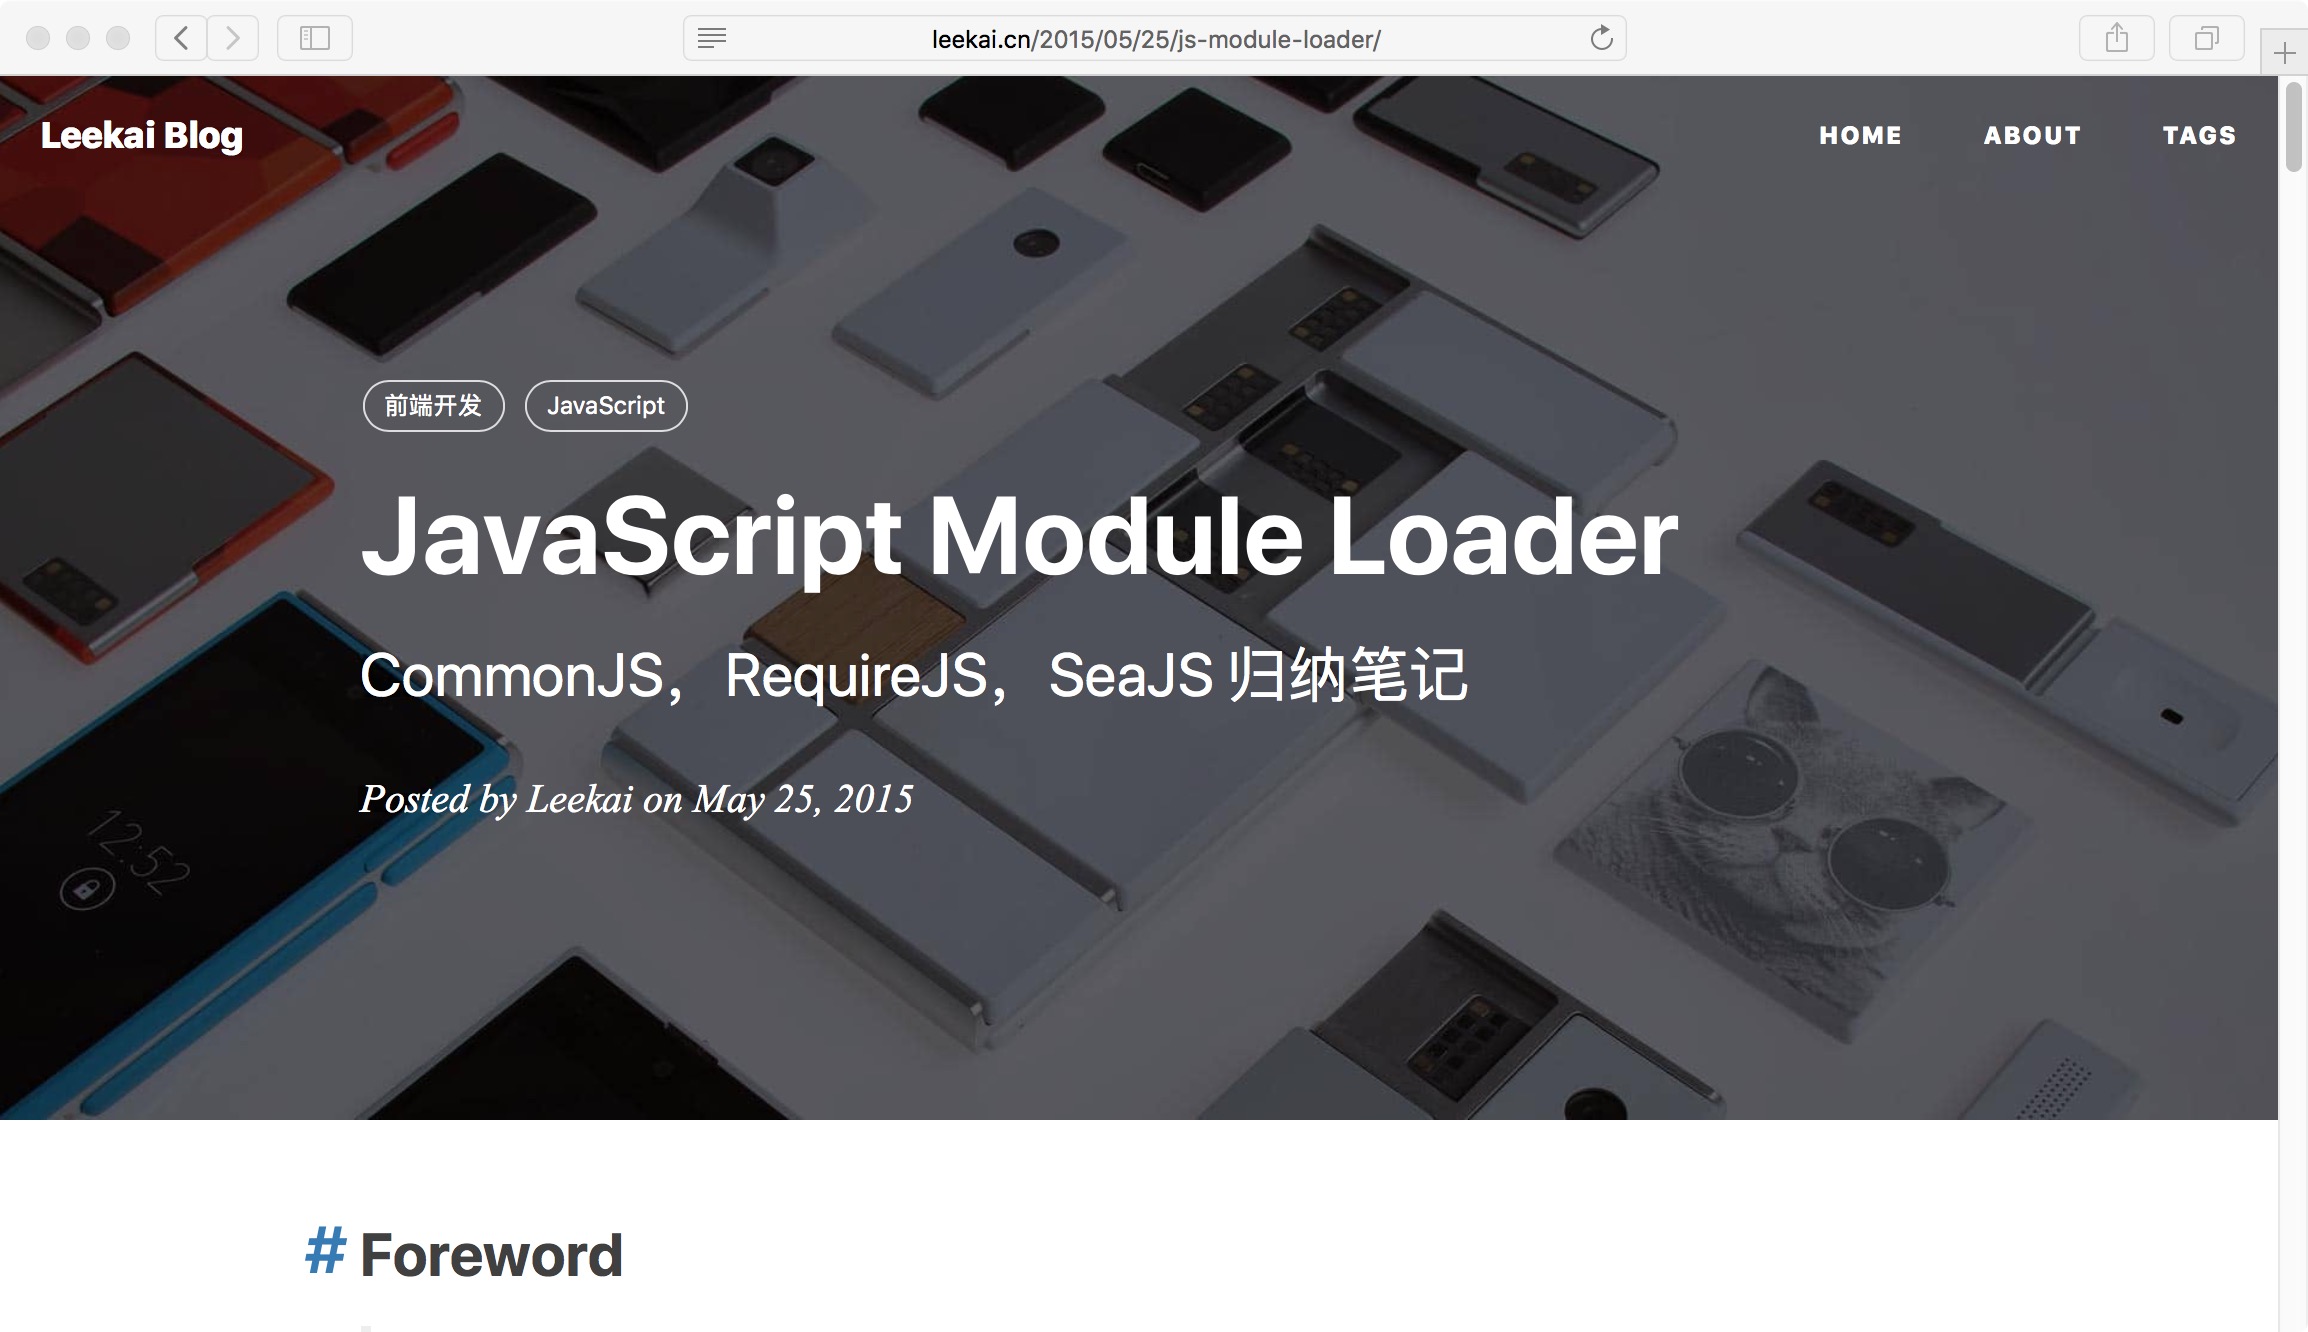 leekai.cn/2015/05/25/js-module-loader/
Leekai Blog
HOME ABOUT TAGS
前端开发 JavaScript
JavaScript Module Loader
CommonJS，RequireJS，SeaJS 归纳笔记
Posted by Leekai on May 25, 2015
12:52
# Foreword